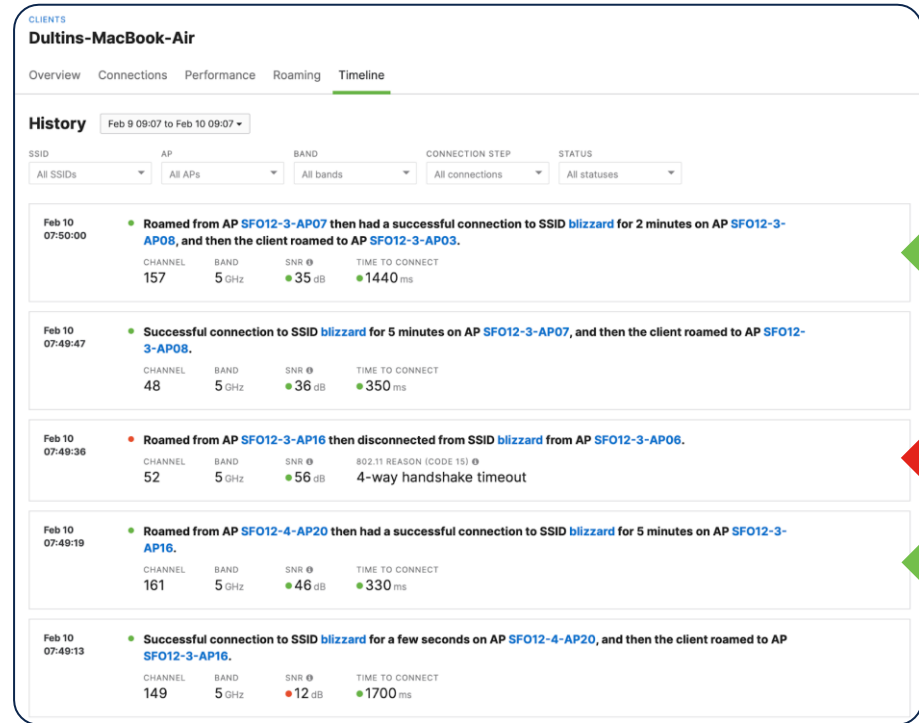 CLIENTS
Dultins-MacBook-Air
Overview Connections Performance Roaming Timeline
History Feb 9 09:07 to Feb 10 09:07
SSID AP BAND CONNECTION STEP STATUS
All SSIDs All APs All bands All connections All statuses
Feb 10
07:50:00
Roamed from AP SFO12-3-AP07 then had a successful connection to SSID blizzard for 2 minutes on AP SFO12-3-
AP08, and then the client roamed to AP SFO12-3-AP03.
CHANNEL BAND SNR TIME TO CONNECT
157 5 GHz 35 dB 1440 ms
Feb 10
07:49:47
Successful connection to SSID blizzard for 5 minutes on AP SFO12-3-AP07, and then the client roamed to AP SFO12-
3-AP08.
CHANNEL BAND SNR TIME TO CONNECT
48 5 GHz 36 dB 350 ms
Feb 10
07:49:36
Roamed from AP SFO12-3-AP16 then disconnected from SSID blizzard from AP SFO12-3-AP06.
CHANNEL BAND SNR 802.11 REASON (CODE 15)
52 5 GHz 56 dB 4-way handshake timeout
Feb 10
07:49:19
Roamed from AP SFO12-4-AP20 then had a successful connection to SSID blizzard for 5 minutes on AP SFO12-3-
AP16.
CHANNEL BAND SNR TIME TO CONNECT
161 5 GHz 46 dB 330 ms
Feb 10
07:49:13
Successful connection to SSID blizzard for a few seconds on AP SFO12-4-AP20, and then the client roamed to AP
SFO12-3-AP16.
CHANNEL BAND SNR TIME TO CONNECT
149 5 GHz 12 dB 1700 ms